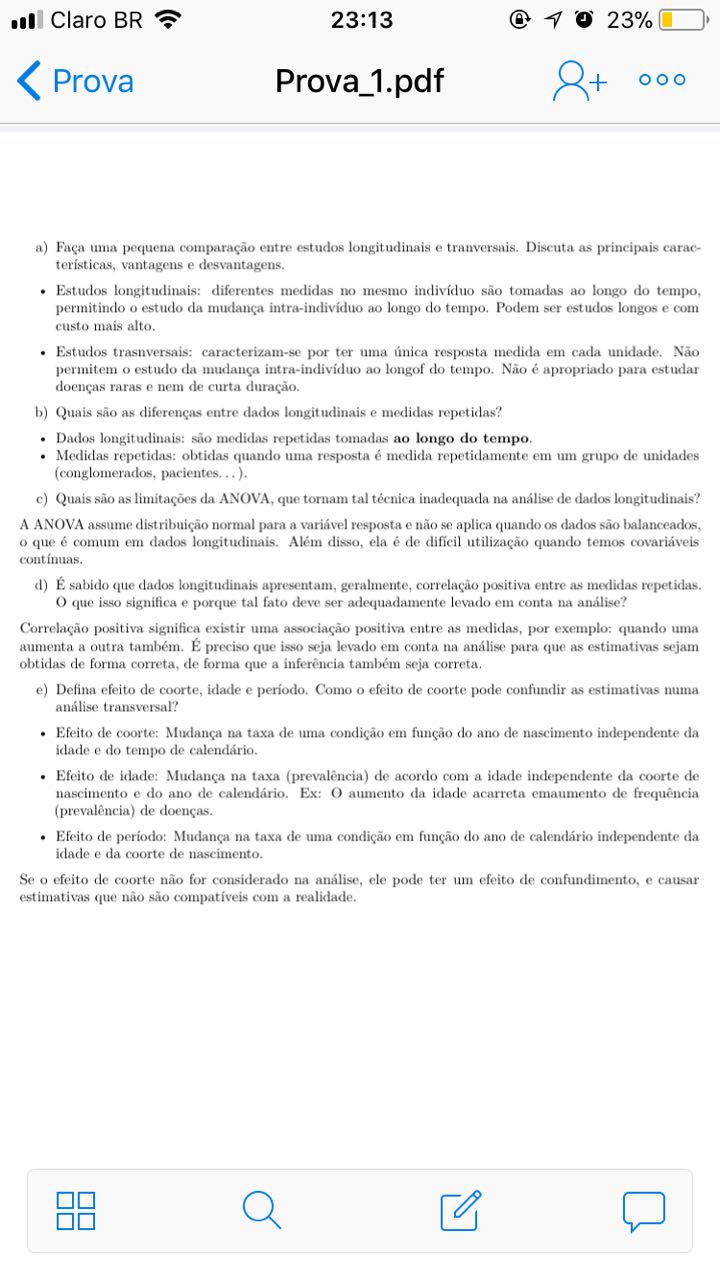 Claro BR
23:13
23%
Prova
Prova_1.pdf
a) Faça uma pequena comparação entre estudos longitudinais e tranversais. Discuta as principais carac-
terísticas, vantagens e desvantagens.
• Estudos longitudinais: diferentes medidas no mesmo indivíduo são tomadas ao longo do tempo,
permitindo o estudo da mudança intra-indivíduo ao longo do tempo. Podem ser estudos longos e com
custo mais alto.
• Estudos trasnversais: caracterizam-se por ter uma única resposta medida em cada unidade. Não
permitem o estudo da mudança intra-indivíduo ao longof do tempo. Não é apropriado para estudar
doenças raras e nem de curta duração.
b) Quais são as diferenças entre dados longitudinais e medidas repetidas?
• Dados longitudinais: são medidas repetidas tomadas ao longo do tempo.
• Medidas repetidas: obtidas quando uma resposta é medida repetidamente em um grupo de unidades
(conglomerados, pacientes. . . ).
c) Quais são as limitações da ANOVA, que tornam tal técnica inadequada na análise de dados longitudinais?
A ANOVA assume distribuição normal para a variável resposta e não se aplica quando os dados são balanceados,
o que é comum em dados longitudinais. Além disso, ela é de difícil utilização quando temos covariáveis
contínuas.
d) É sabido que dados longitudinais apresentam, geralmente, correlação positiva entre as medidas repetidas.
O que isso significa e porque tal fato deve ser adequadamente levado em conta na análise?
Correlação positiva significa existir uma associação positiva entre as medidas, por exemplo: quando uma
aumenta a outra também. É preciso que isso seja levado em conta na análise para que as estimativas sejam
obtidas de forma correta, de forma que a inferência também seja correta.
e) Defina efeito de coorte, idade e período. Como o efeito de coorte pode confundir as estimativas numa
análise transversal?
• Efeito de coorte: Mudança na taxa de uma condição em função do ano de nascimento independente da
idade e do tempo de calendário.
• Efeito de idade: Mudança na taxa (prevalência) de acordo com a idade independente da coorte de
nascimento e do ano de calendário. Ex: O aumento da idade acarreta emaumento de frequência
(prevalência) de doenças.
• Efeito de período: Mudança na taxa de uma condição em função do ano de calendário independente da
idade e da coorte de nascimento.
Se o efeito de coorte não for considerado na análise, ele pode ter um efeito de confundimento, e causar
estimativas que não são compatíveis com a realidade.